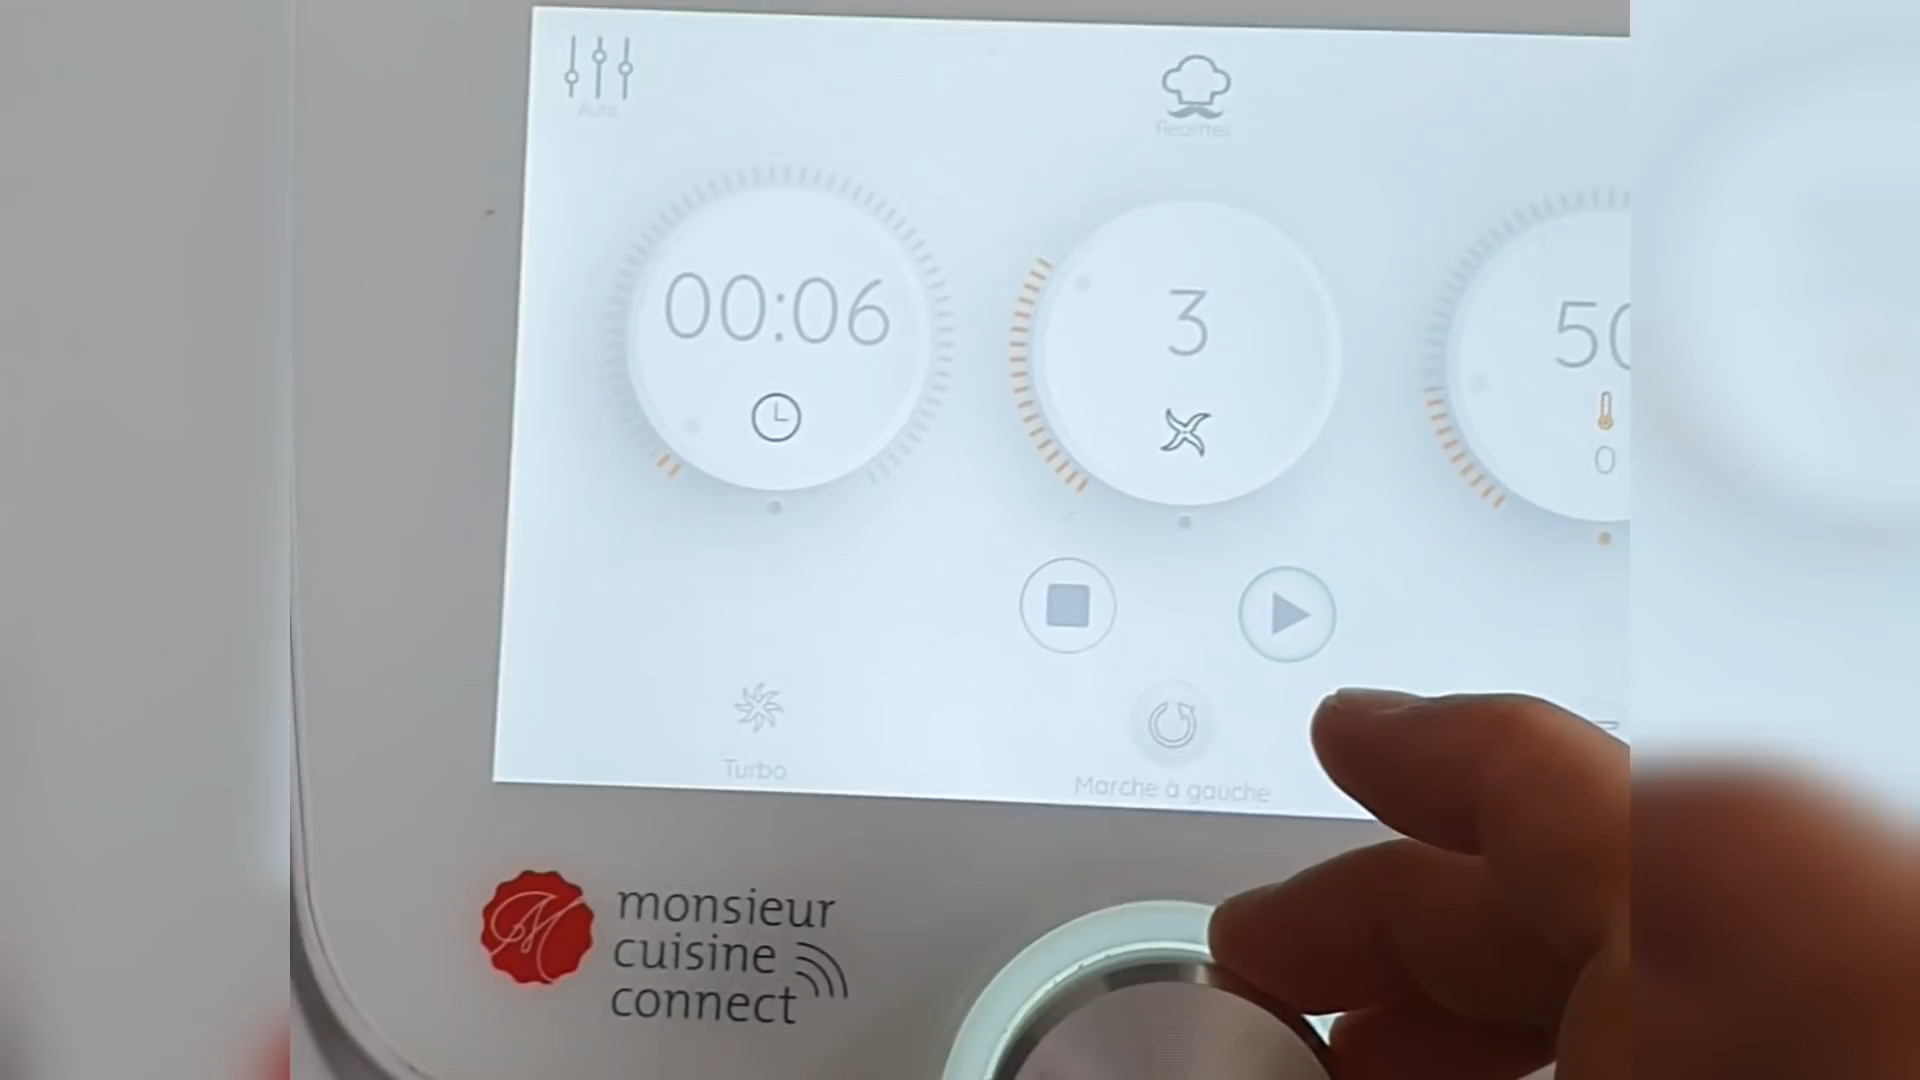 Auto
Recettes
00:06
3
50
0
Turbo
Marche à gauche
monsieur
cuisine
connect